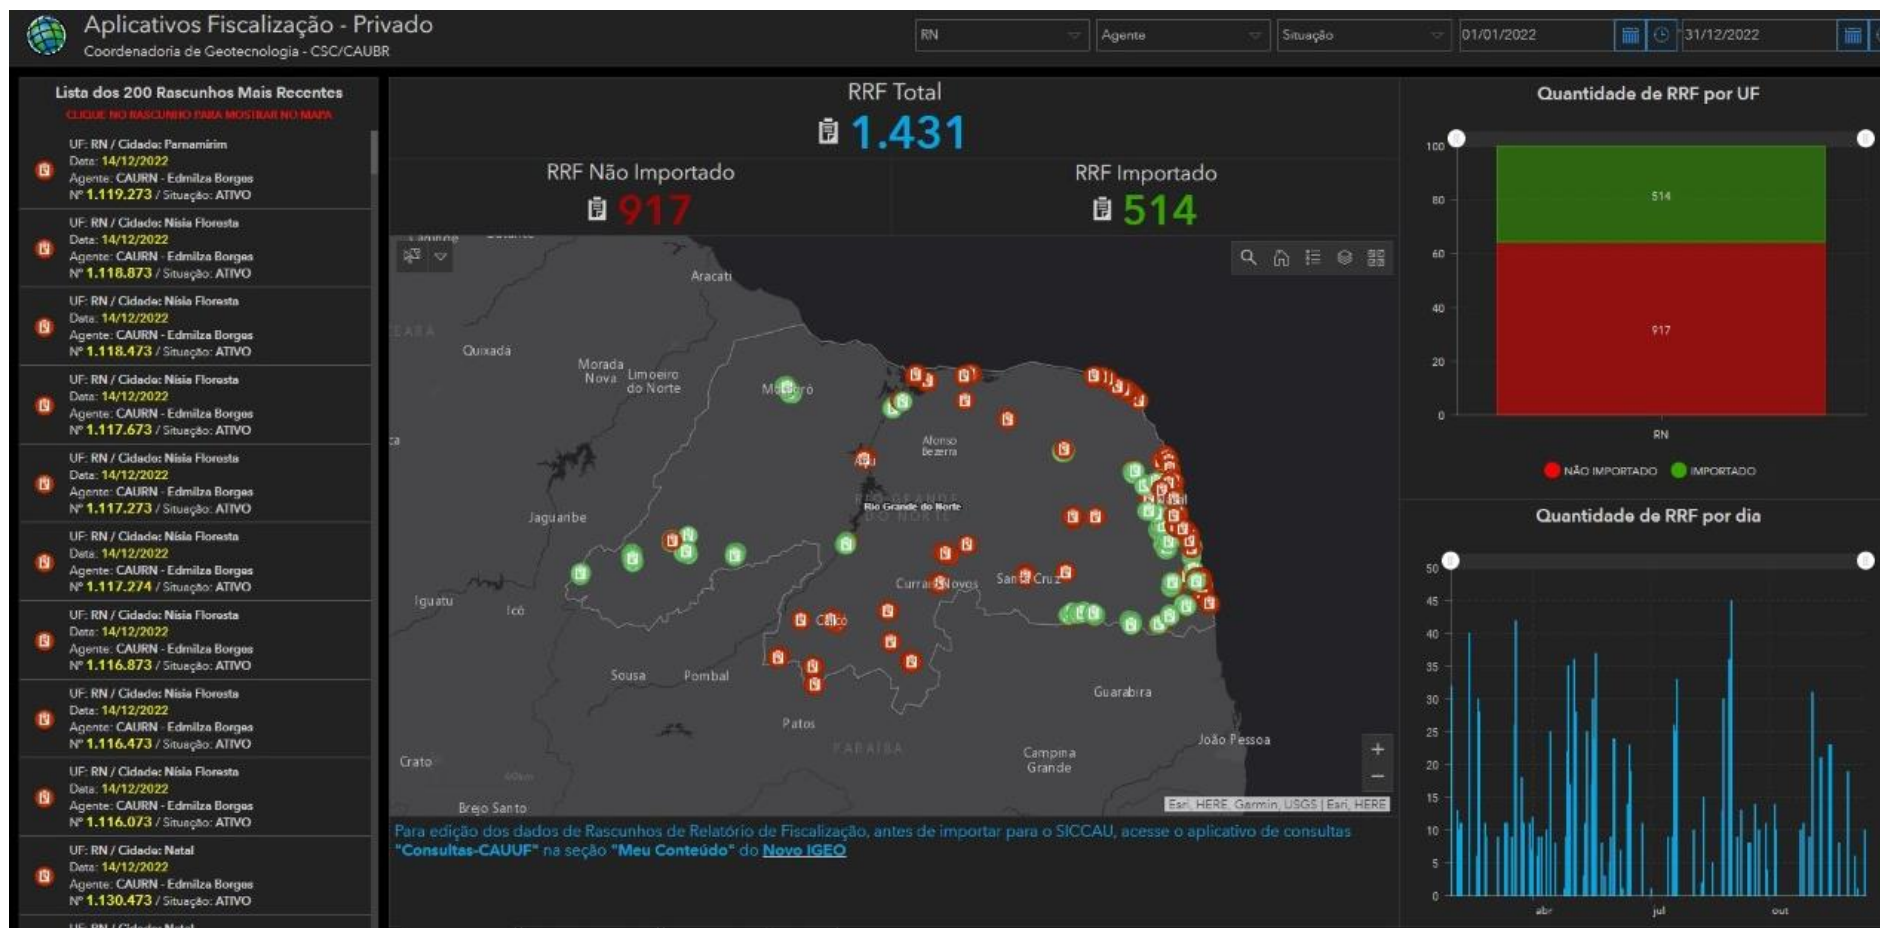 Aplicativos Fiscalização - Privado
Coordenadoria de Geotecnologia - CSC/CAUBR
RN
Agente
Situação
01/01/2022
31/12/2022
Lista dos 200 Rascunhos Mais Recentes
CLIQUE NO RASCUNHO PARA MOSTRAR NO MAPA
UF: RN / Cidade: Parnamirim
Data: 14/12/2022
Agente: CAURN - Edmilza Borges
Nº 1.119.273 / Situação: ATIVO
UF: RN / Cidade: Nísia Floresta
Data: 14/12/2022
Agente: CAURN - Edmilza Borges
Nº 1.118.873 / Situação: ATIVO
UF: RN / Cidade: Nísia Floresta
Data: 14/12/2022
Agente: CAURN - Edmilza Borges
Nº 1.118.473 / Situação: ATIVO
UF: RN / Cidade: Nísia Floresta
Data: 14/12/2022
Agente: CAURN - Edmilza Borges
Nº 1.117.673 / Situação: ATIVO
UF: RN / Cidade: Nísia Floresta
Data: 14/12/2022
Agente: CAURN - Edmilza Borges
Nº 1.117.273 / Situação: ATIVO
UF: RN / Cidade: Nísia Floresta
Data: 14/12/2022
Agente: CAURN - Edmilza Borges
Nº 1.117.274 / Situação: ATIVO
UF: RN / Cidade: Nísia Floresta
Data: 14/12/2022
Agente: CAURN - Edmilza Borges
Nº 1.116.873 / Situação: ATIVO
UF: RN / Cidade: Nísia Floresta
Data: 14/12/2022
Agente: CAURN - Edmilza Borges
Nº 1.116.473 / Situação: ATIVO
UF: RN / Cidade: Nísia Floresta
Data: 14/12/2022
Agente: CAURN - Edmilza Borges
Nº 1.116.073 / Situação: ATIVO
UF: RN / Cidade: Natal
Data: 14/12/2022
Agente: CAURN - Edmilza Borges
Nº 1.130.473 / Situação: ATIVO
UF: RN / Cidade: Natal
RRF Total
1.431
RRF Não Importado
917
RRF Importado
514
Aracati
CEARÁ
Quixadá
Morada
Nova
Limoeiro
do Norte
Afonso
Bezerra
RIO GRANDE
Rio Grande do Norte
DO NORTE
Jaguaribe
Iguatu
Icó
Currais Novos
Santa Cruz
Caicó
Sousa
Pombal
Guarabira
Patos
PARAÍBA
João Pessoa
Campina
Grande
Crato
60km
Brejo Santo
+
−
Esri, HERE, Garmin, USGS | Esri, HERE
Para edição dos dados de Rascunhos de Relatório de Fiscalização, antes de importar para o SICCAU, acesse o aplicativo de consultas
"Consultas-CAUUF" na seção "Meu Conteúdo" do Novo IGEO
Quantidade de RRF por UF
100
80
60
40
20
0
514
917
RN
NÃO IMPORTADO
IMPORTADO
Quantidade de RRF por dia
50
45
40
35
30
25
20
15
10
5
0
abr
jul
out